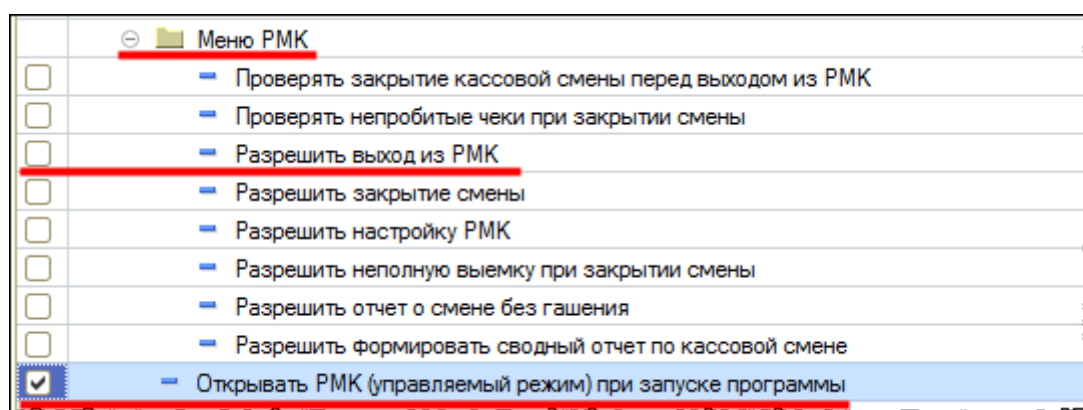 Меню РМК
Проверять закрытие кассовой смены перед выходом из РМК
Проверять непробитые чеки при закрытии смены
Разрешить выход из РМК
Разрешить закрытие смены
Разрешить настройку РМК
Разрешить неполную выемку при закрытии смены
Разрешить отчет о смене без гашения
Разрешить формировать сводный отчет по кассовой смене
Открывать РМК (управляемый режим) при запуске программы